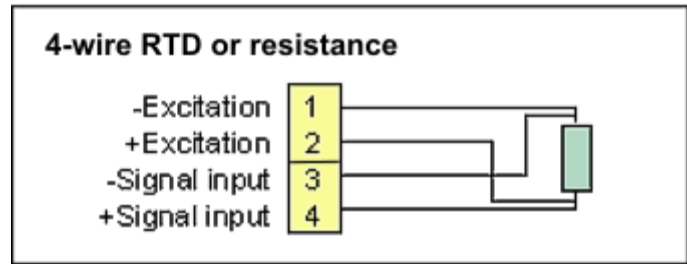 4-wire RTD or resistance
-Excitation 1
+Excitation 2
-Signal input 3
+Signal input 4